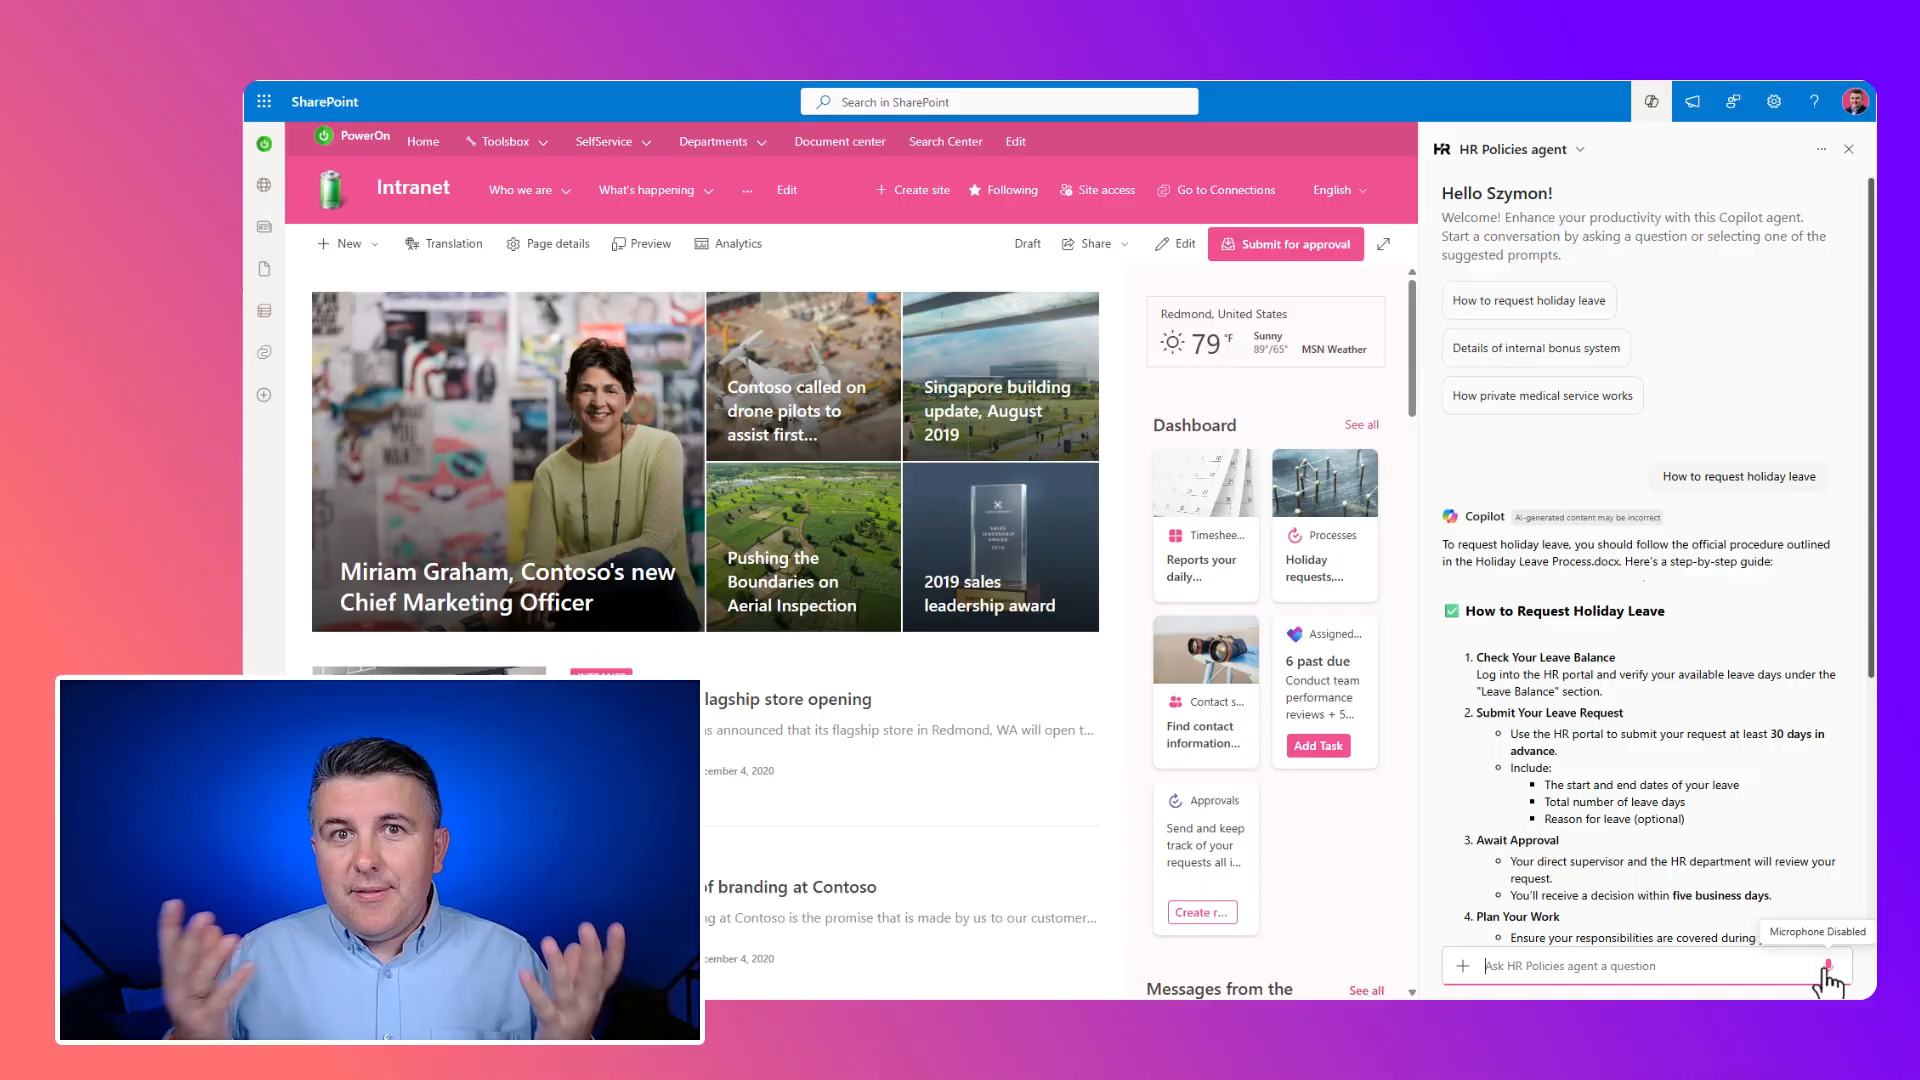 SharePoint
Search in SharePoint
PowerOn
Home
Toolbox
SelfService
Departments
Document center
Search Center
Edit
Intranet
Who we are
What's happening
...
Edit
Create site
Following
Site access
Go to Connections
English
New
Translation
Page details
Preview
Analytics
Draft
Share
Edit
Submit for approval
Miriam Graham, Contoso's new
Chief Marketing Officer
Contoso called on
drone pilots to
assist first...
Singapore building
update, August
2019
Pushing the
Boundaries on
Aerial Inspection
2019 sales
leadership award
lagship store opening
s announced that its flagship store in Redmond, WA will open t...
cember 4, 2020
of branding at Contoso
ng at Contoso is the promise that is made by us to our customer...
cember 4, 2020
Redmond, United States
79 °F
Sunny
89°/65°
MSN Weather
Dashboard
See all
Timeshee...
Reports your
daily...
Processes
Holiday
requests,...
Contact s...
Find contact
information...
Assigned...
6 past due
Conduct team
performance
reviews + 5...
Add Task
Approvals
Send and keep
track of your
requests all i...
Create r...
Messages from the
See all
HR
HR Policies agent
Hello Szymon!
Welcome! Enhance your productivity with this Copilot agent.
Start a conversation by asking a question or selecting one of the
suggested prompts.
How to request holiday leave
Details of internal bonus system
How private medical service works
How to request holiday leave
Copilot
AI-generated content may be incorrect
To request holiday leave, you should follow the official procedure outlined
in the Holiday Leave Process.docx. Here's a step-by-step guide:
✅ How to Request Holiday Leave
1. Check Your Leave Balance
Log into the HR portal and verify your available leave days under the
"Leave Balance" section.
2. Submit Your Leave Request
Use the HR portal to submit your request at least 30 days in
advance.
Include:
The start and end dates of your leave
Total number of leave days
Reason for leave (optional)
3. Await Approval
Your direct supervisor and the HR department will review your
request.
You'll receive a decision within five business days.
4. Plan Your Work
Ensure your responsibilities are covered during
Microphone Disabled
Ask HR Policies agent a question